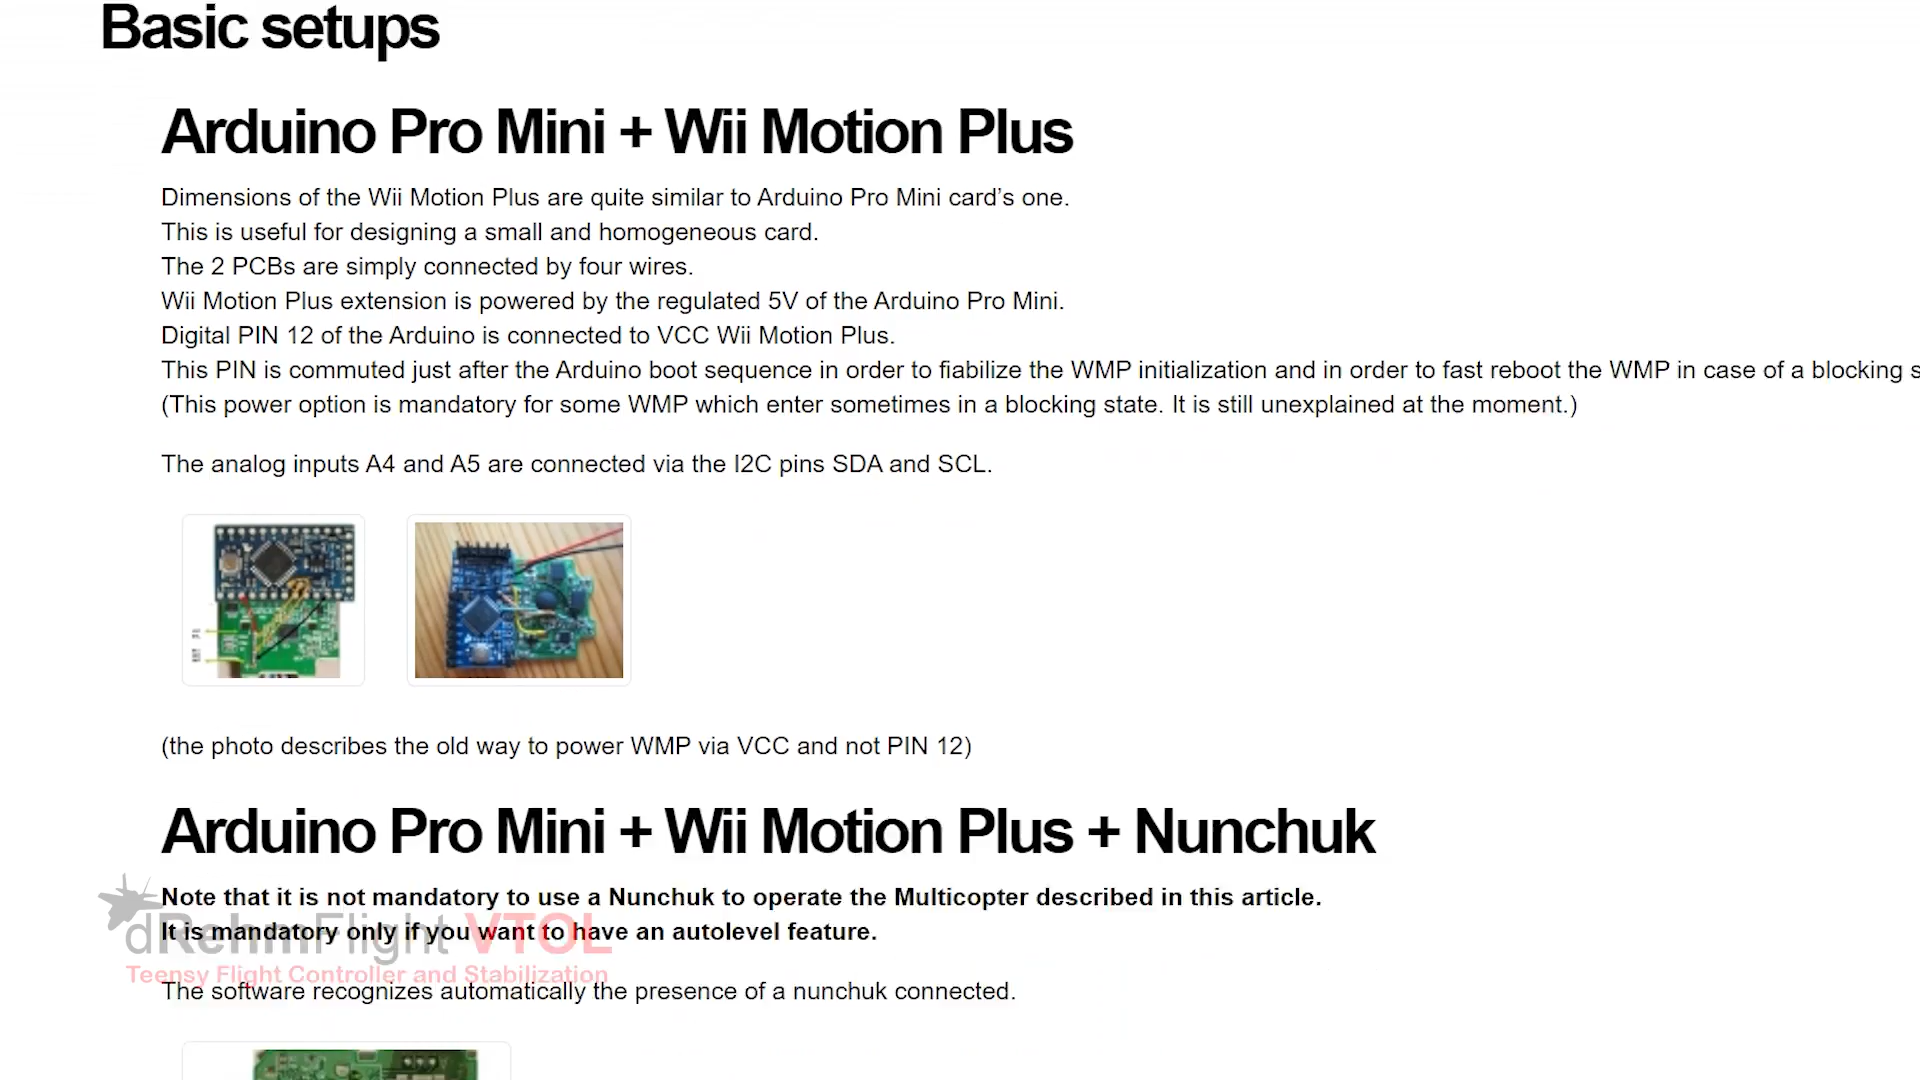 Basic setups
Arduino Pro Mini + Wii Motion Plus
Dimensions of the Wii Motion Plus are quite similar to Arduino Pro Mini card’s one.
This is useful for designing a small and homogeneous card.
The 2 PCBs are simply connected by four wires.
Wii Motion Plus extension is powered by the regulated 5V of the Arduino Pro Mini.
Digital PIN 12 of the Arduino is connected to VCC Wii Motion Plus.
This PIN is commuted just after the Arduino boot sequence in order to fiabilize the WMP initialization and in order to fast reboot the WMP in case of a blocking s
(This power option is mandatory for some WMP which enter sometimes in a blocking state. It is still unexplained at the moment.)
The analog inputs A4 and A5 are connected via the I2C pins SDA and SCL.
(the photo describes the old way to power WMP via VCC and not PIN 12)
Arduino Pro Mini + Wii Motion Plus + Nunchuk
Note that it is not mandatory to use a Nunchuk to operate the Multicopter described in this article.
It is mandatory only if you want to have an autolevel feature.
dRehmFlight VTOL
Teensy Flight Controller and Stabilization
The software recognizes automatically the presence of a nunchuk connected.